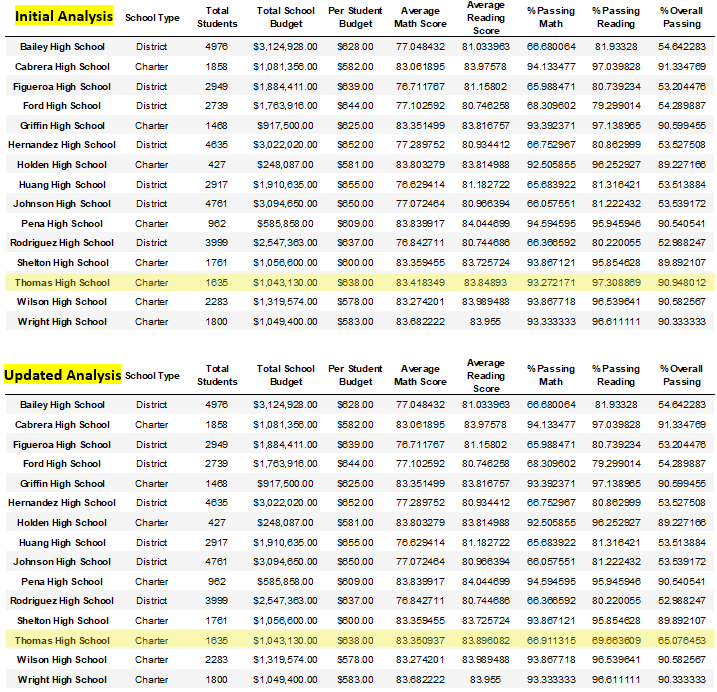 Initial Analysis School Type Total Students Total School Budget Per Student Budget Average Math Score Average Reading Score % Passing Math % Passing Reading % Overall Passing
Bailey High School District 4976 $3,124,928.00 $628.00 77.048432 81.033963 66.680064 81.93328 54.642283
Cabrera High School Charter 1858 $1,081,356.00 $582.00 83.061895 83.97578 94.133477 97.039828 91.334769
Figueroa High School District 2949 $1,884,411.00 $639.00 76.711767 81.15802 65.988471 80.739234 53.204476
Ford High School District 2739 $1,763,916.00 $644.00 77.102592 80.746258 68.309602 79.299014 54.289887
Griffin High School Charter 1468 $917,500.00 $625.00 83.351499 83.816757 93.392371 97.138965 90.599455
Hernandez High School District 4635 $3,022,020.00 $652.00 77.289752 80.934412 66.752967 80.862999 53.527508
Holden High School Charter 427 $248,087.00 $581.00 83.803279 83.814988 92.505855 96.252927 89.227166
Huang High School District 2917 $1,910,635.00 $655.00 76.629414 81.182722 65.683922 81.316421 53.513884
Johnson High School District 4761 $3,094,650.00 $650.00 77.072464 80.966394 66.057551 81.222432 53.539172
Pena High School Charter 962 $585,858.00 $609.00 83.839917 84.044699 94.594595 95.945946 90.540541
Rodriguez High School District 3999 $2,547,363.00 $637.00 76.842711 80.744686 66.366592 80.220055 52.988247
Shelton High School Charter 1761 $1,056,600.00 $600.00 83.359455 83.725724 93.867121 95.854628 89.892107
Thomas High School Charter 1635 $1,043,130.00 $638.00 83.418349 83.84893 93.272171 97.308869 90.948012
Wilson High School Charter 2283 $1,319,574.00 $578.00 83.274201 83.989488 93.867718 96.539641 90.582567
Wright High School Charter 1800 $1,049,400.00 $583.00 83.682222 83.955 93.333333 96.611111 90.333333
Updated Analysis School Type Total Students Total School Budget Per Student Budget Average Math Score Average Reading Score % Passing Math % Passing Reading % Overall Passing
Bailey High School District 4976 $3,124,928.00 $628.00 77.048432 81.033963 66.680064 81.93328 54.642283
Cabrera High School Charter 1858 $1,081,356.00 $582.00 83.061895 83.97578 94.133477 97.039828 91.334769
Figueroa High School District 2949 $1,884,411.00 $639.00 76.711767 81.15802 65.988471 80.739234 53.204476
Ford High School District 2739 $1,763,916.00 $644.00 77.102592 80.746258 68.309602 79.299014 54.289887
Griffin High School Charter 1468 $917,500.00 $625.00 83.351499 83.816757 93.392371 97.138965 90.599455
Hernandez High School District 4635 $3,022,020.00 $652.00 77.289752 80.934412 66.752967 80.862999 53.527508
Holden High School Charter 427 $248,087.00 $581.00 83.803279 83.814988 92.505855 96.252927 89.227166
Huang High School District 2917 $1,910,635.00 $655.00 76.629414 81.182722 65.683922 81.316421 53.513884
Johnson High School District 4761 $3,094,650.00 $650.00 77.072464 80.966394 66.057551 81.222432 53.539172
Pena High School Charter 962 $585,858.00 $609.00 83.839917 84.044699 94.594595 95.945946 90.540541
Rodriguez High School District 3999 $2,547,363.00 $637.00 76.842711 80.744686 66.366592 80.220055 52.988247
Shelton High School Charter 1761 $1,056,600.00 $600.00 83.359455 83.725724 93.867121 95.854628 89.892107
Thomas High School Charter 1635 $1,043,130.00 $638.00 83.350937 83.896082 66.911315 69.663609 65.076453
Wilson High School Charter 2283 $1,319,574.00 $578.00 83.274201 83.989488 93.867718 96.539641 90.582567
Wright High School Charter 1800 $1,049,400.00 $583.00 83.682222 83.955 93.333333 96.611111 90.333333